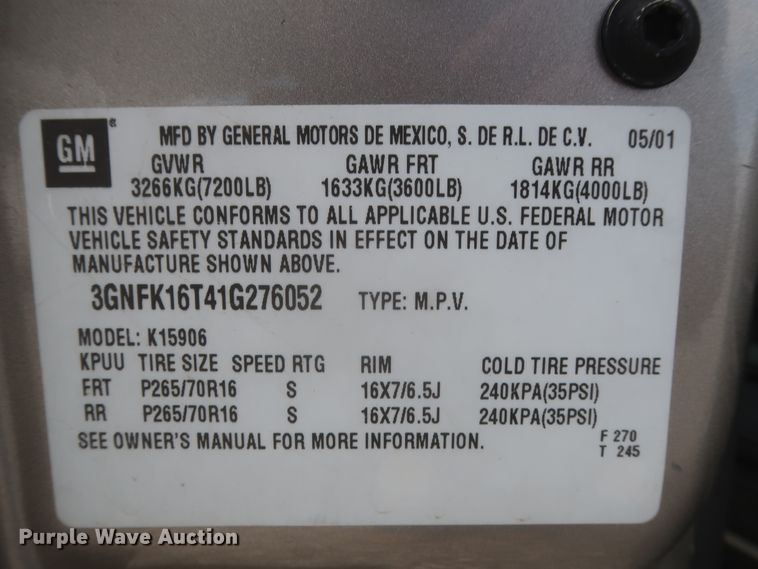 GM® MFD BY GENERAL MOTORS DE MEXICO, S. DE R.L. DE C.V. 05/01
GVWR GAWR FRT GAWR RR
3266KG(7200LB) 1633KG(3600LB) 1814KG(4000LB)
THIS VEHICLE CONFORMS TO ALL APPLICABLE U.S. FEDERAL MOTOR
VEHICLE SAFETY STANDARDS IN EFFECT ON THE DATE OF
MANUFACTURE SHOWN ABOVE.
3GNFK16T41G276052 TYPE: M.P.V.
MODEL: K15906
KPUU TIRE SIZE SPEED RTG RIM COLD TIRE PRESSURE
FRT P265/70R16 S 16X7/6.5J 240KPA(35PSI)
RR P265/70R16 S 16X7/6.5J 240KPA(35PSI)
SEE OWNER'S MANUAL FOR MORE INFORMATION. F 270
T 245
Purple Wave Auction